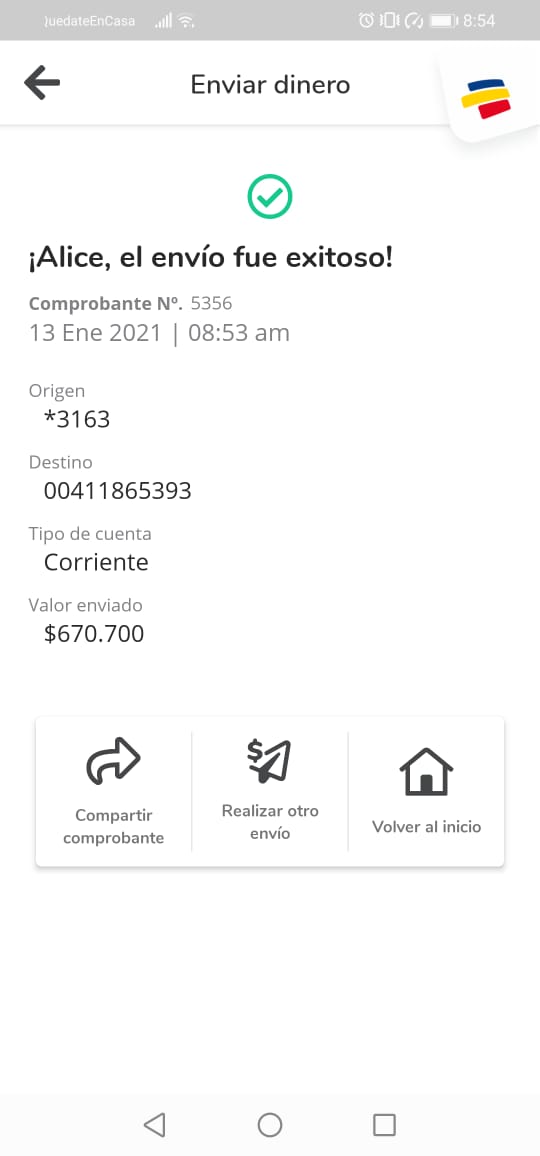 QuedateEnCasa 8:54
Enviar dinero
¡Alice, el envío fue exitoso!
Comprobante Nº. 5356
13 Ene 2021 | 08:53 am
Origen
*3163
Destino
00411865393
Tipo de cuenta
Corriente
Valor enviado
$670.700
Compartir
comprobante
Realizar otro
envío
Volver al inicio